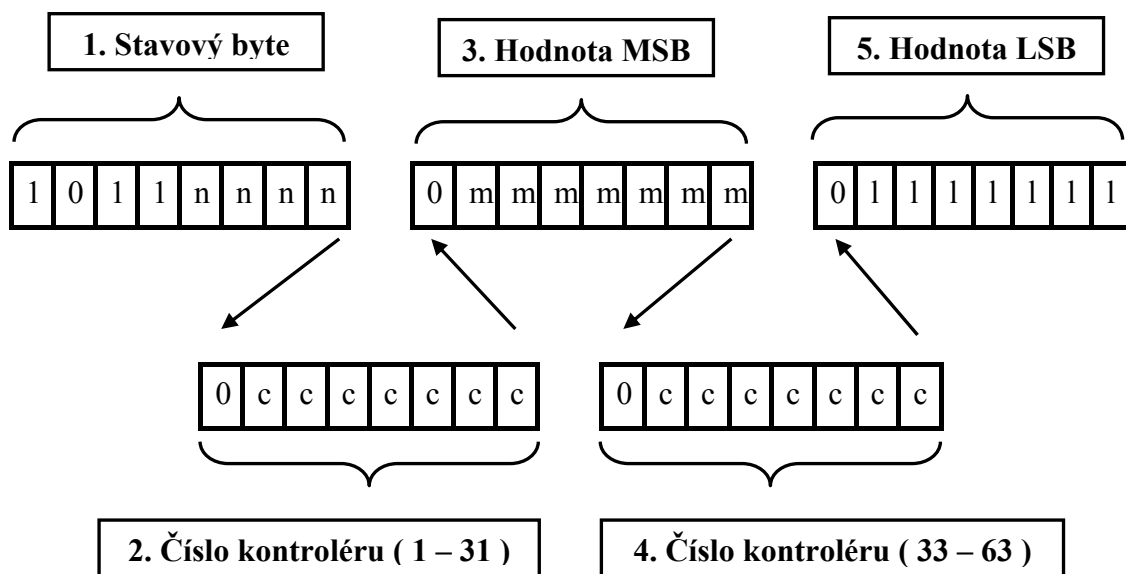 1. Stavový byte
3. Hodnota MSB
5. Hodnota LSB
1 0 1 1 n n n n
0 m m m m m m m
0 l l l l l l l
0 c c c c c c c
0 c c c c c c c
2. Číslo kontroléru ( 1 – 31 )
4. Číslo kontroléru ( 33 – 63 )